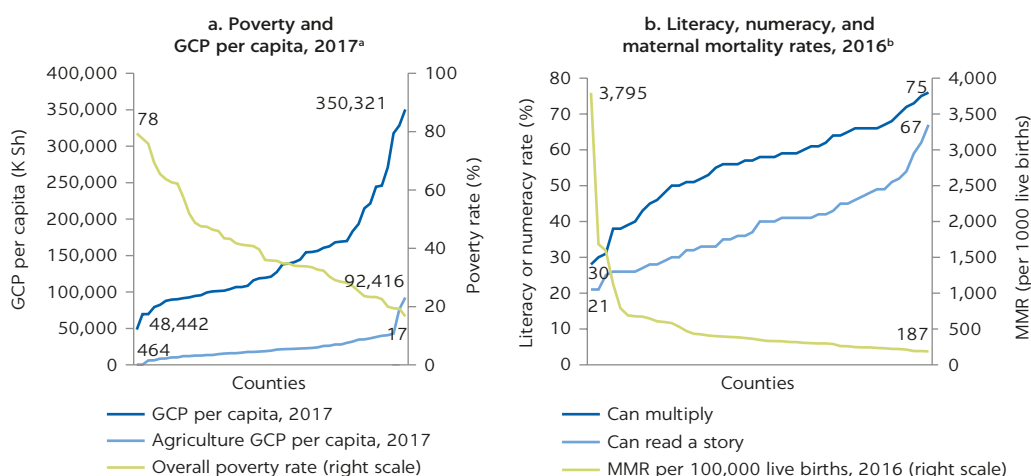 a. Poverty and
GCP per capita, 2017ᵃ
GCP per capita (K Sh)
400,000
350,000
300,000
250,000
200,000
150,000
100,000
50,000
0
100
80
60
40
20
0
Poverty rate (%)
78
350,321
48,442
464
92,416
17
Counties
GCP per capita, 2017
Agriculture GCP per capita, 2017
Overall poverty rate (right scale)
b. Literacy, numeracy, and
maternal mortality rates, 2016ᵇ
Literacy or numeracy rate (%)
80
70
60
50
40
30
20
10
0
4,000
3,500
3,000
2,500
2,000
1,500
1,000
500
0
MMR (per 1000 live births)
3,795
75
67
30
21
187
Counties
Can multiply
Can read a story
MMR per 100,000 live births, 2016 (right scale)